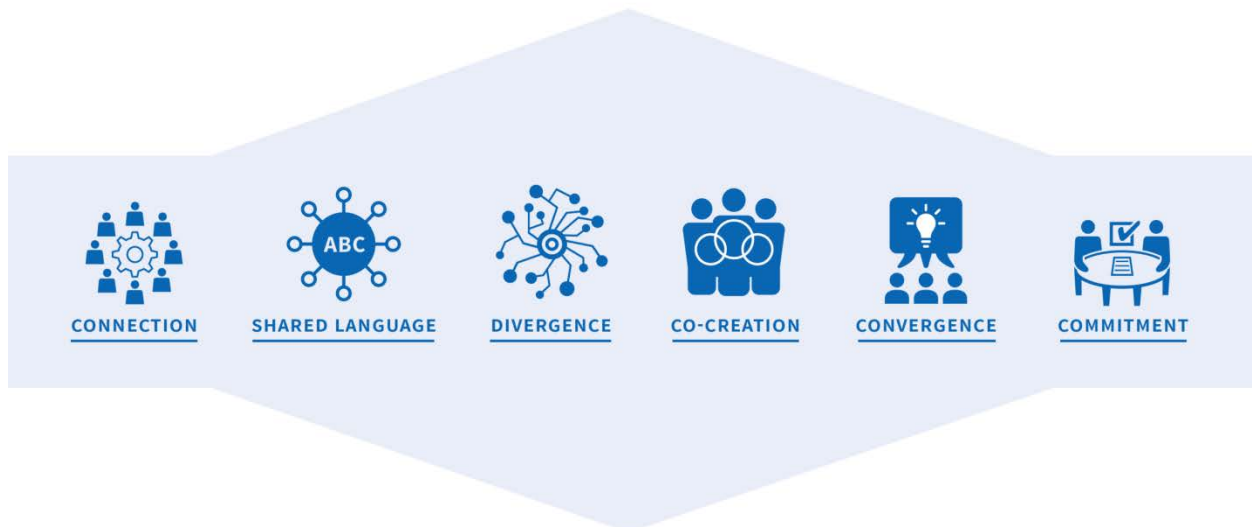 ABC
CONNECTION
SHARED LANGUAGE
DIVERGENCE
CO-CREATION
CONVERGENCE
COMMITMENT